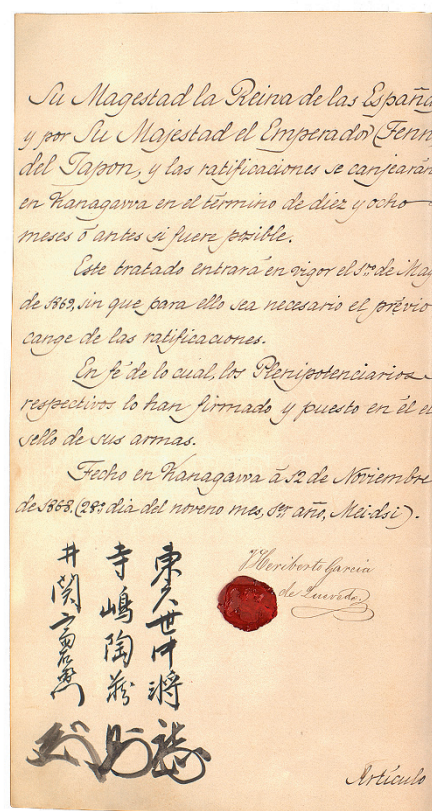 Su Magestad la Reina de las España
y por Su Majestad el Emperador (Tenn
del Japon, y las ratificaciones se canjearán
en Kanagawa en el término de diez y ocho
meses ó antes si fuere posible.
Este tratado entrará en vigor el 1ro de May
de 1869, sin que para ello sea necesario el prévio
cange de las ratificaciones.
En fé de lo cual, los Plenipotenciarios
respectivos lo han firmado y puesto en él el
sello de sus armas.
Fecho en Kanagawa á 12 de Noviembre
de 1868. (28º dia del noveno mes, 1er año, Mei-dsi).
Heriberto Garcia
de Quevedo.
東久世中将
寺嶋陶蔵
井関斎右衛門
Artículo